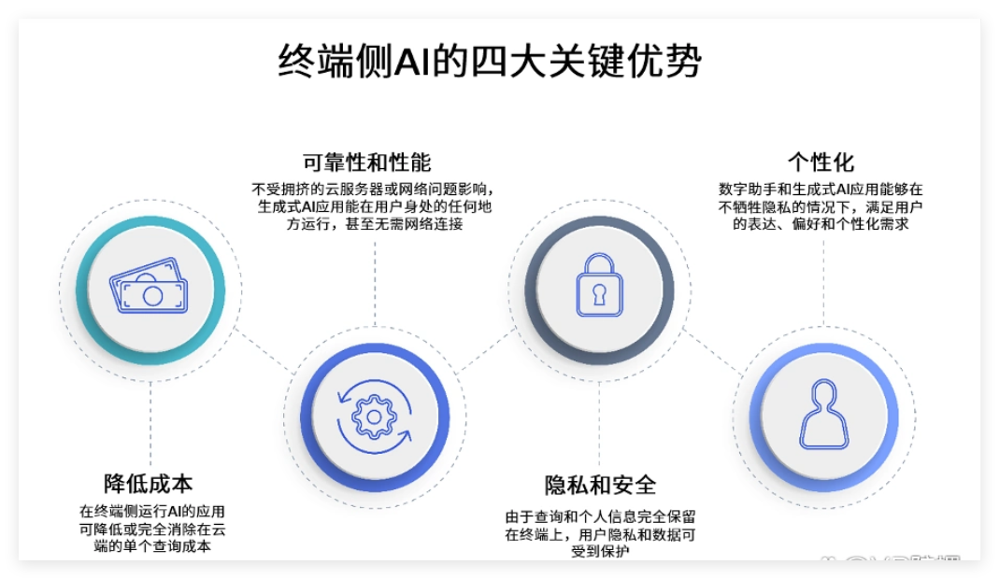 终端侧AI的四大关键优势
可靠性和性能
不受拥挤的云服务器或网络问题影响，
生成式AI应用能在用户身处的任何地
方运行，甚至无需网络连接
个性化
数字助手和生成式AI应用能够在
不牺牲隐私的情况下，满足用户
的表达、偏好和个性化需求
降低成本
在终端侧运行AI的应用
可降低或完全消除在云
端的单个查询成本
隐私和安全
由于查询和个人信息完全保留
在终端上，用户隐私和数据可
受到保护